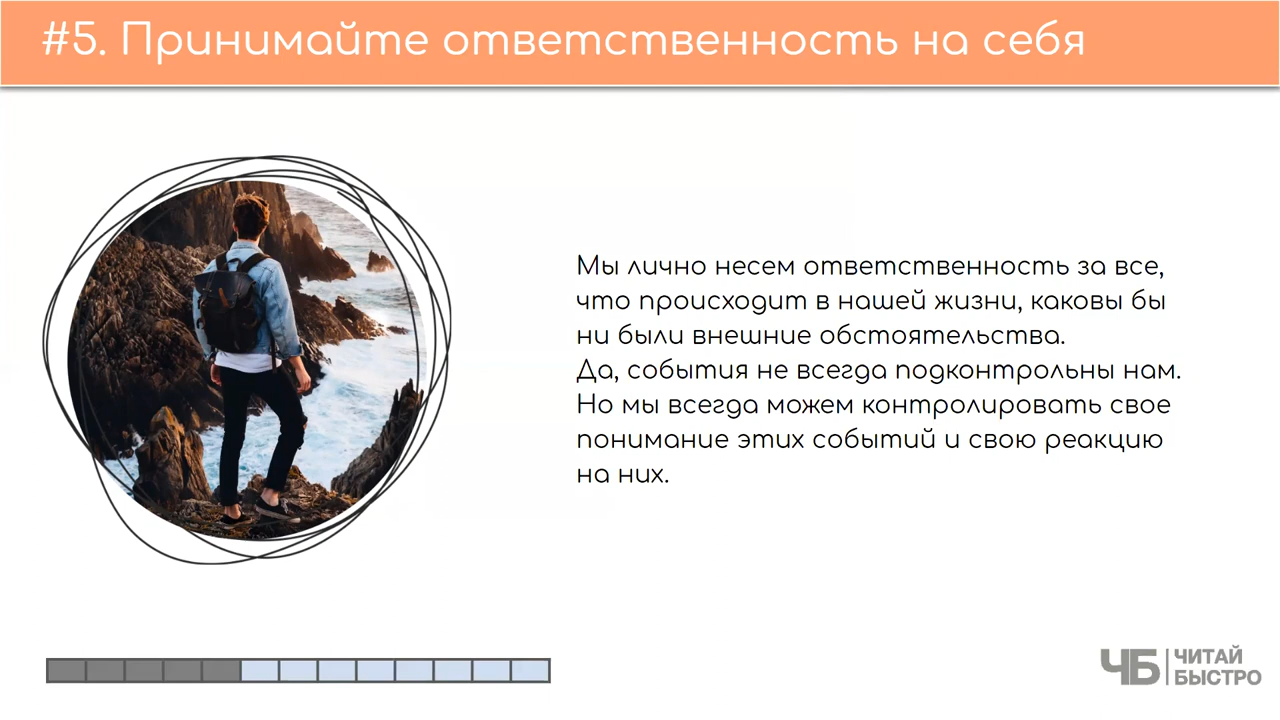 #5. Принимайте ответственность на себя
Мы лично несем ответственность за все,
что происходит в нашей жизни, каковы бы
ни были внешние обстоятельства.
Да, события не всегда подконтрольны нам.
Но мы всегда можем контролировать свое
понимание этих событий и свою реакцию
на них.
ЧБ
ЧИТАЙ
БЫСТРО